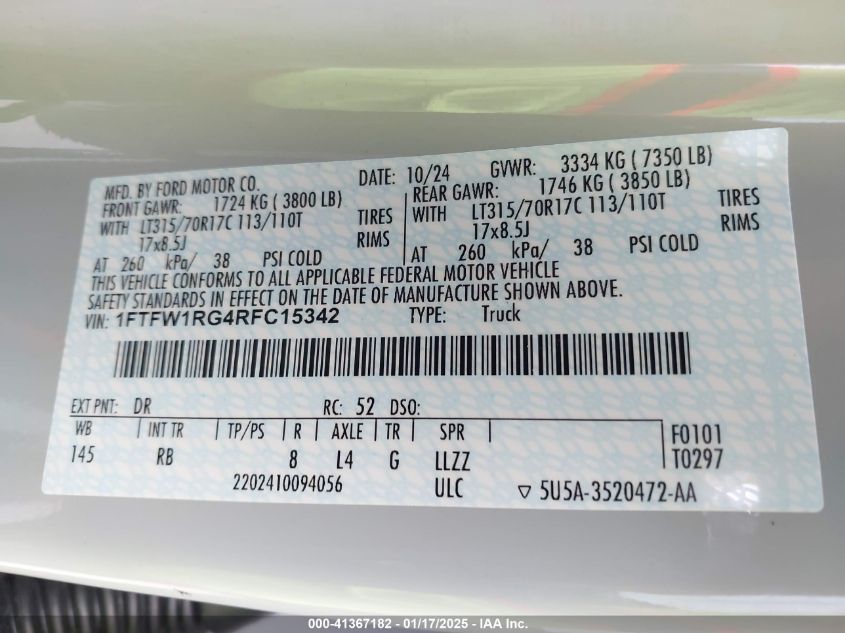 MFD. BY FORD MOTOR CO. DATE: 10/24 GVWR: 3334 KG ( 7350 LB)
FRONT GAWR: 1724 KG ( 3800 LB) REAR GAWR: 1746 KG ( 3850 LB)
WITH LT315/70R17C 113/110T TIRES WITH LT315/70R17C 113/110T TIRES
17x8.5J RIMS 17x8.5J RIMS
AT 260 kPa/ 38 PSI COLD AT 260 kPa/ 38 PSI COLD
THIS VEHICLE CONFORMS TO ALL APPLICABLE FEDERAL MOTOR VEHICLE
SAFETY STANDARDS IN EFFECT ON THE DATE OF MANUFACTURE SHOWN ABOVE.
VIN: 1FTFW1RG4RFC15342 TYPE: Truck
EXT PNT: DR RC: 52 DSO:
WB INT TR TP/PS R AXLE TR SPR F0101
145 RB 8 L4 G LLZZ T0297
2202410094056 ULC ▽ 5U5A-3520472-AA
000-41367182 - 01/17/2025 - IAA Inc.